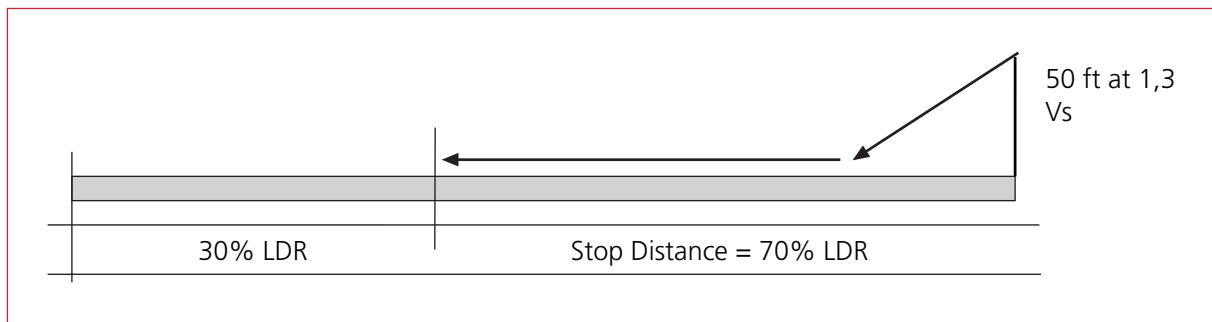 50 ft at 1,3
Vs
30% LDR
Stop Distance = 70% LDR